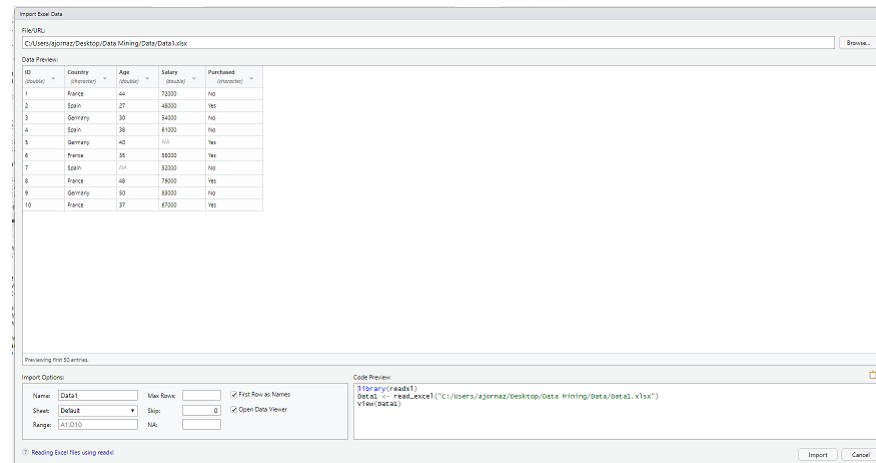 Import Excel Data
File/URL:
C:/Users/ajornaz/Desktop/Data Mining/Data/Data1.xlsx Browse...
Data Preview:
ID Country Age Salary Purchased
(double) (character) (double) (double) (character)
1 France 44 72000 No
2 Spain 27 48000 Yes
3 Germany 30 54000 No
4 Spain 38 61000 No
5 Germany 40 NA Yes
6 France 35 58000 Yes
7 Spain NA 52000 No
8 France 48 79000 Yes
9 Germany 50 83000 No
10 France 37 67000 Yes
Previewing first 50 entries.
Import Options: Code Preview:
Name: Data1 Max Rows: First Row as Names
Sheet: Default Skip: 0 Open Data Viewer
Range: A1:D10 NA:
library(readxl)
Data1 <- read_excel("C:/Users/ajornaz/Desktop/Data Mining/Data/Data1.xlsx")
View(Data1)
Reading Excel files using readxl Import Cancel